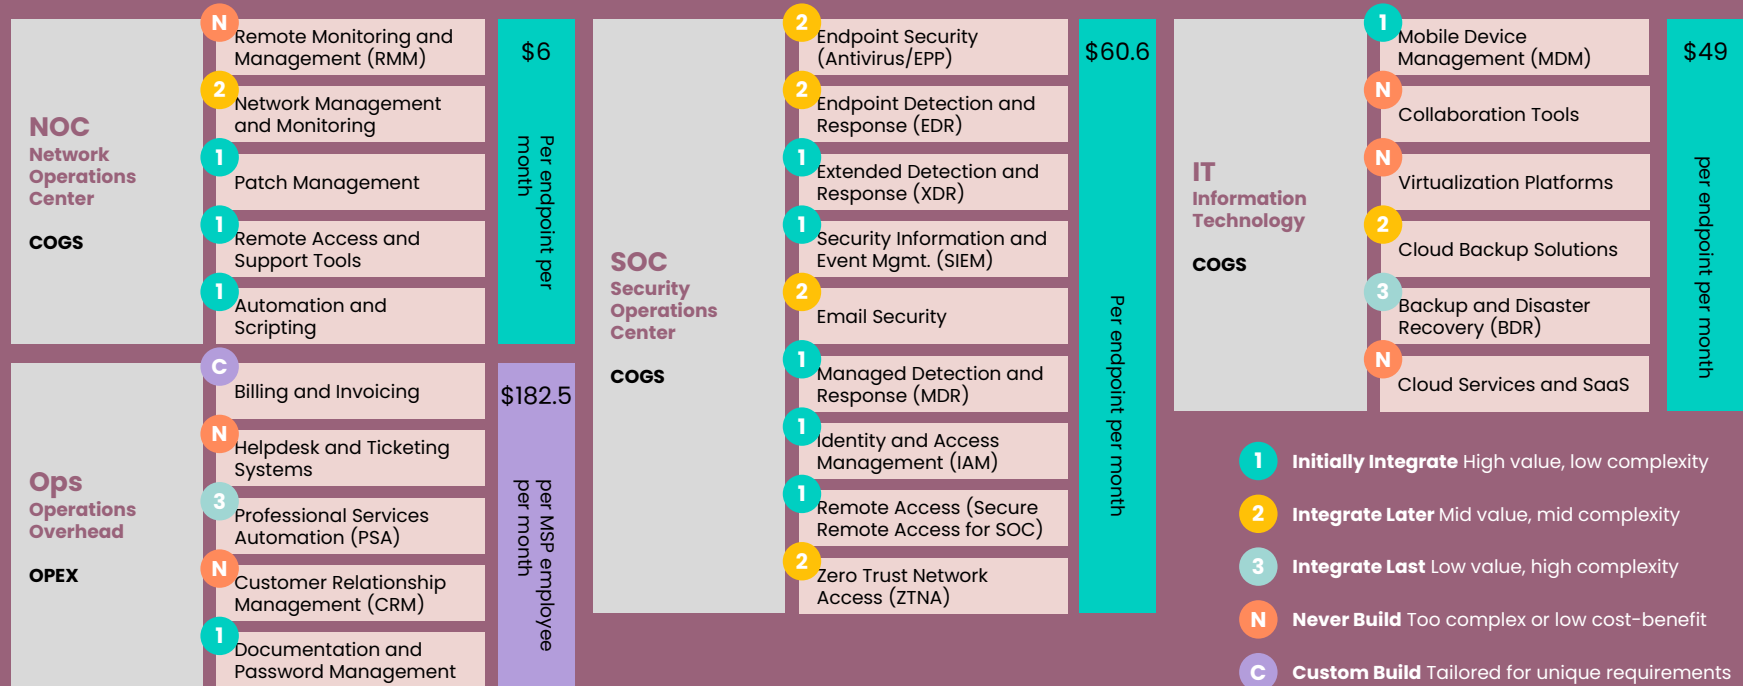 NOC
Network
Operations
Center
COGS
N
Remote Monitoring and
Management (RMM)
2
Network Management
and Monitoring
1
Patch Management
1
Remote Access and
Support Tools
1
Automation and
Scripting
$6
Per endpoint per
month
Ops
Operations
Overhead
OPEX
C
Billing and Invoicing
N
Helpdesk and Ticketing
Systems
3
Professional Services
Automation (PSA)
N
Customer Relationship
Management (CRM)
1
Documentation and
Password Management
$182.5
per MSP employee
per month
SOC
Security
Operations
Center
COGS
2
Endpoint Security
(Antivirus/EPP)
2
Endpoint Detection and
Response (EDR)
1
Extended Detection and
Response (XDR)
1
Security Information and
Event Mgmt. (SIEM)
2
Email Security
1
Managed Detection and
Response (MDR)
1
Identity and Access
Management (IAM)
1
Remote Access (Secure
Remote Access for SOC)
2
Zero Trust Network
Access (ZTNA)
$60.6
Per endpoint per month
IT
Information
Technology
COGS
1
Mobile Device
Management (MDM)
N
Collaboration Tools
N
Virtualization Platforms
2
Cloud Backup Solutions
3
Backup and Disaster
Recovery (BDR)
N
Cloud Services and SaaS
$49
per endpoint per month
1 Initially Integrate High value, low complexity
2 Integrate Later Mid value, mid complexity
3 Integrate Last Low value, high complexity
N Never Build Too complex or low cost-benefit
C Custom Build Tailored for unique requirements